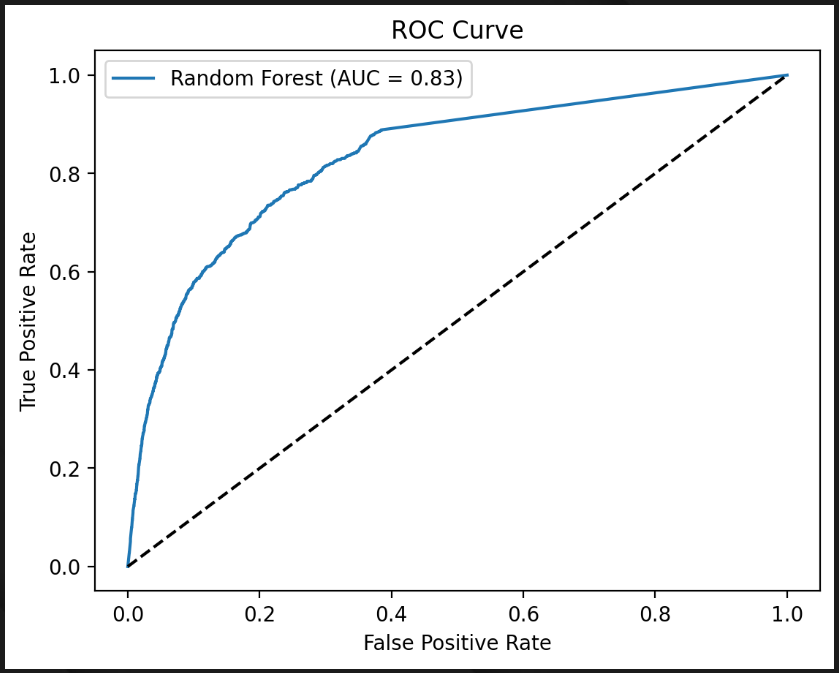 ROC Curve
Random Forest (AUC = 0.83)
True Positive Rate
1.0
0.8
0.6
0.4
0.2
0.0
0.0 0.2 0.4 0.6 0.8 1.0
False Positive Rate